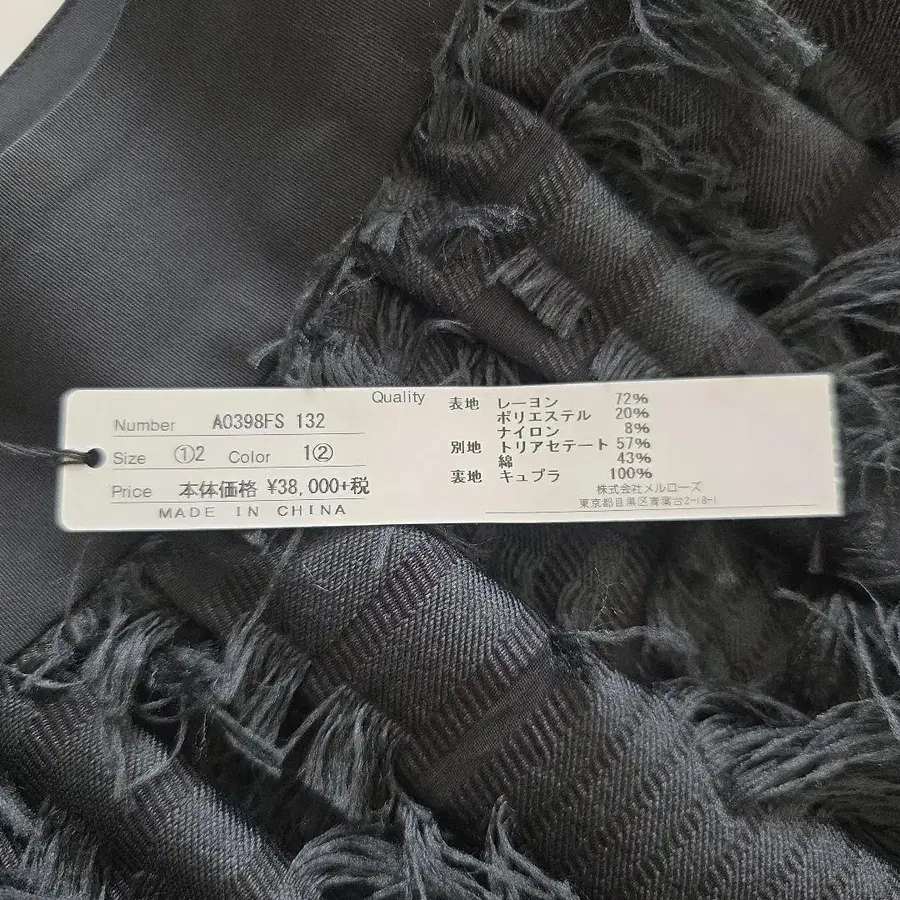 Number A0398FS 132
Size ①2 Color 1②
Price 本体価格 ¥38,000+税
MADE IN CHINA
Quality 表地 レーヨン 72%
ポリエステル 20%
ナイロン 8%
別地 トリアセテート 57%
綿 43%
裏地 キュプラ 100%
株式会社メルローズ
東京都目黒区青葉台2-18-1